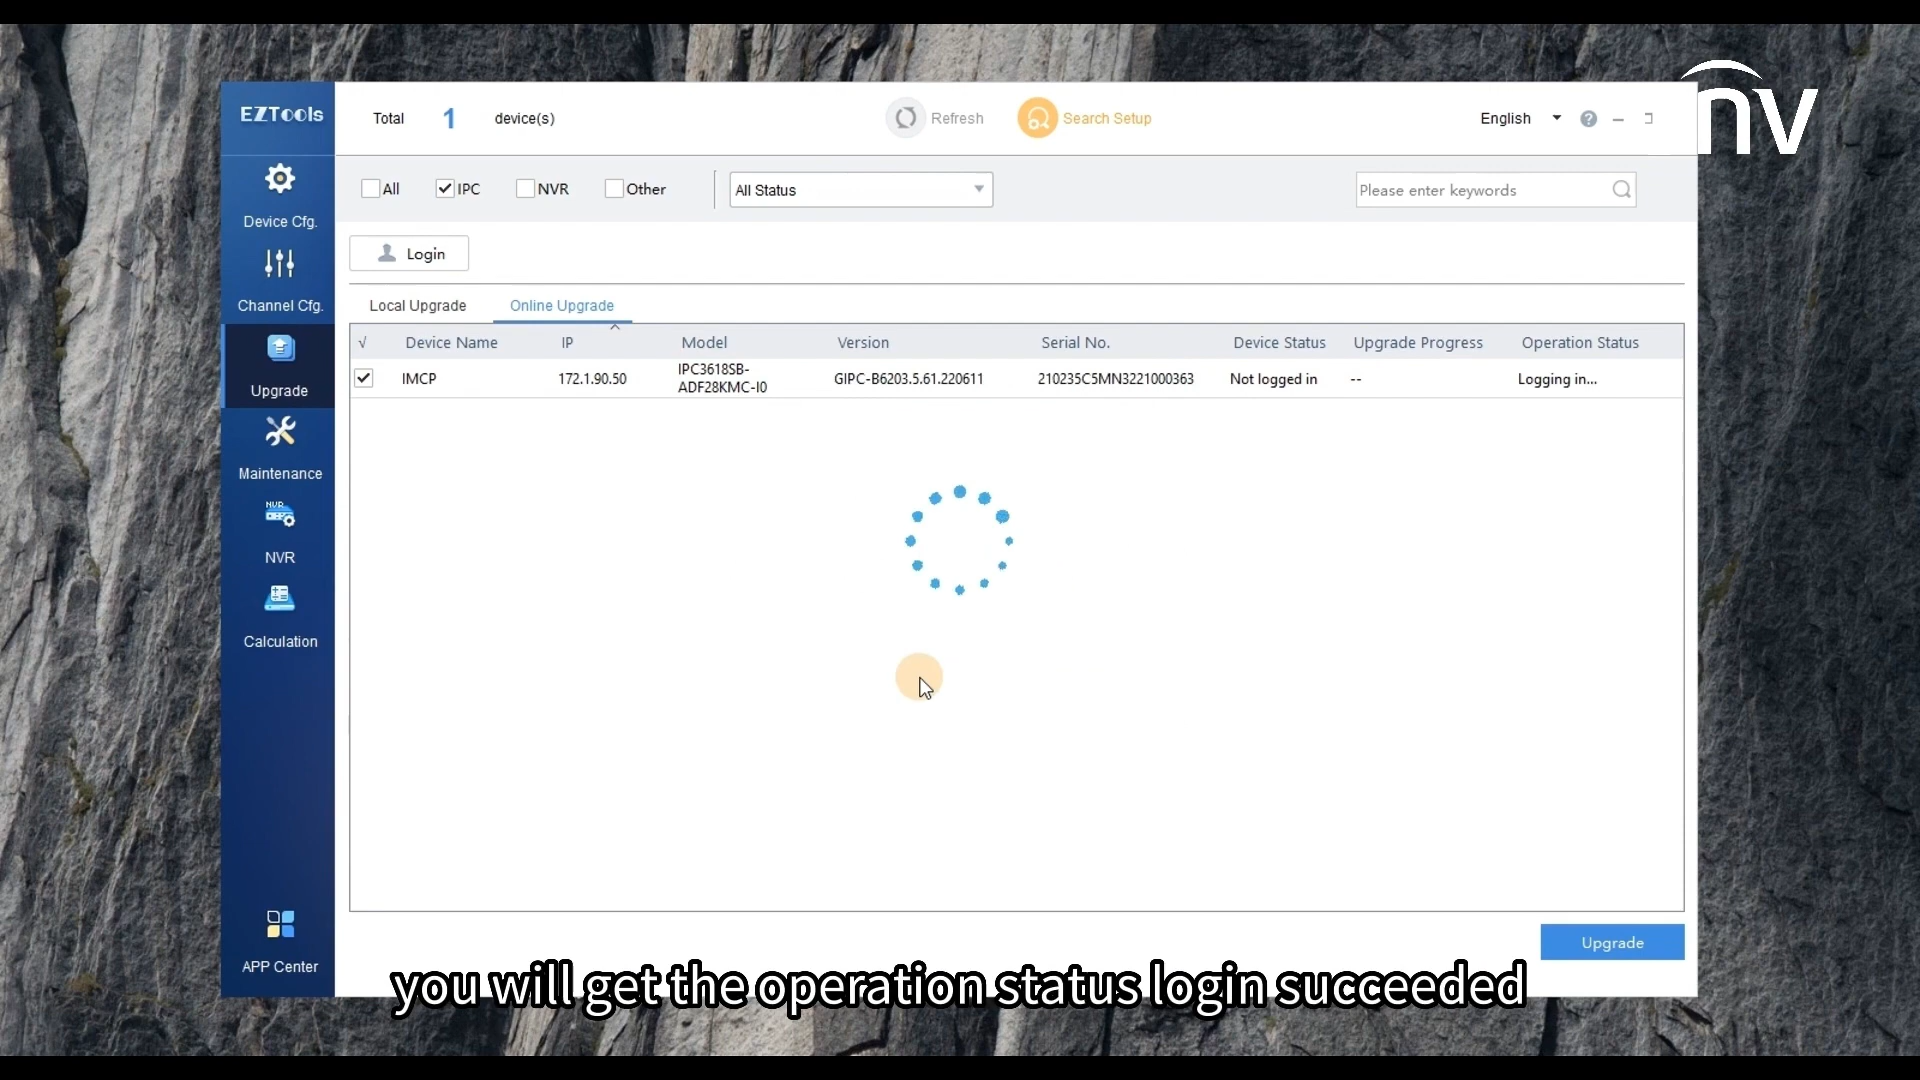 EZTools
Total 1 device(s) Refresh Search Setup English
All IPC NVR Other All Status Please enter keywords
Login
Local Upgrade Online Upgrade
√ Device Name IP Model Version Serial No. Device Status Upgrade Progress Operation Status
IMCP 172.1.90.50 IPC3618SB-
ADF28KMC-I0 GIPC-B6203.5.61.220611 210235C5MN3221000363 Not logged in -- Logging in...
Device Cfg.
Channel Cfg.
Upgrade
Maintenance
NVR
NVR
Calculation
APP Center
Upgrade
you will get the operation status login succeeded
nv